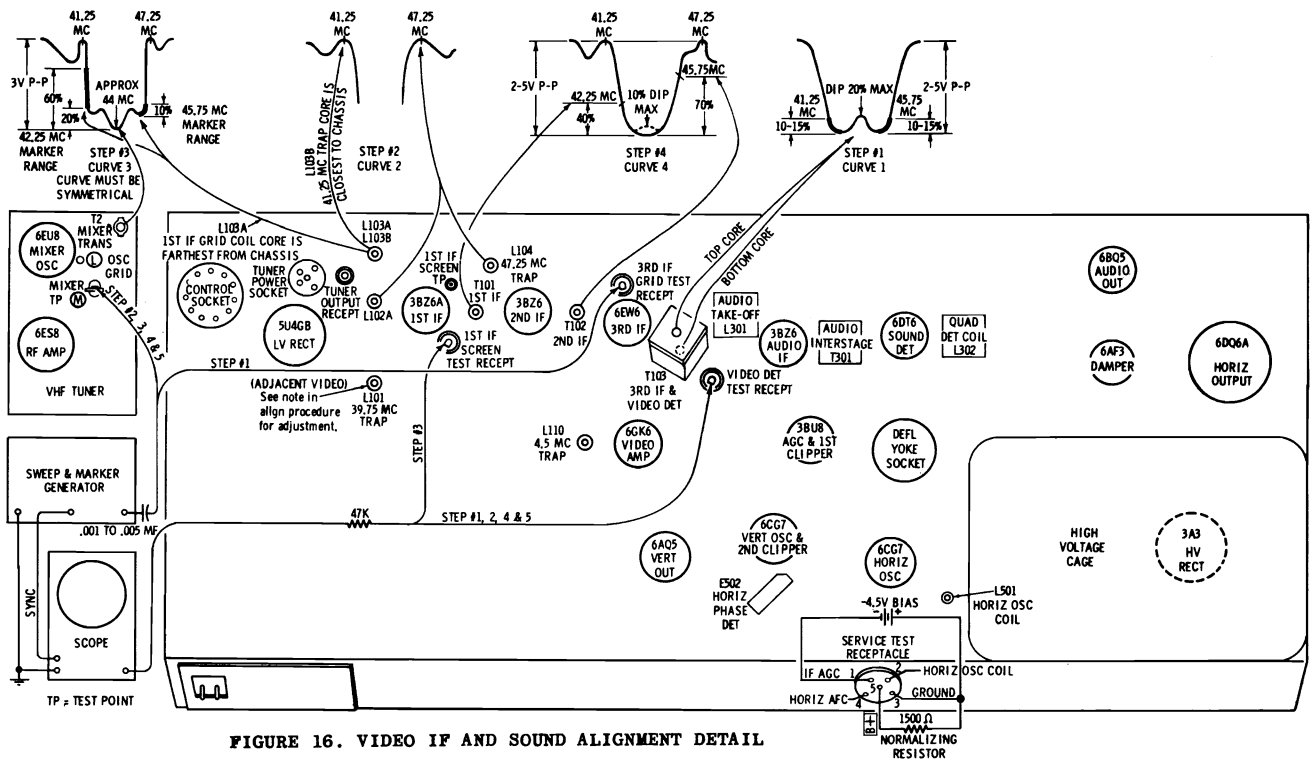 41.25
MC
47.25
MC
3V P-P
60%
20%
APPROX
44 MC
10%
45.75 MC
MARKER
RANGE
42.25 MC
MARKER
RANGE
STEP #3
CURVE 3
CURVE MUST BE
SYMMETRICAL
41.25
MC
47.25
MC
L103B
41.25 MC TRAP CORE IS
CLOSEST TO CHASSIS
STEP #2
CURVE 2
41.25
MC
47.25
MC
2-5V P-P
45.75MC
42.25 MC
40%
10% DIP
MAX
70%
STEP #4
CURVE 4
DIP 20% MAX
2-5V P-P
41.25
MC
10-15%
45.75
MC
10-15%
STEP #1
CURVE 1
T2
MIXER
TRANS
6EU8
MIXER
OSC
L
OSC
GRID
MIXER
TP
M
6ES8
RF AMP
VHF TUNER
STEP #2, 3, 4 & 5
L103A
1ST IF GRID COIL CORE IS
FARTHEST FROM CHASSIS
CONTROL
SOCKET
TUNER
POWER
SOCKET
TUNER
OUTPUT
RECEPT
5U4GB
LV RECT
L103A
L103B
L102A
1ST IF
SCREEN
TP
3BZ6A
1ST IF
T101
1ST IF
L104
47.25 MC
TRAP
3BZ6
2ND IF
1ST IF
SCREEN
TEST RECEPT
T102
2ND IF
3RD IF
GRID TEST
RECEPT
6EW6
3RD IF
TOP CORE
BOTTOM CORE
T103
3RD IF &
VIDEO DET
AUDIO
TAKE-OFF
L301
3BZ6
AUDIO
IF
AUDIO
INTERSTAGE
T301
6DT6
SOUND
DET
QUAD
DET COIL
L302
6BQ5
AUDIO
OUT
6AF3
DAMPER
6DQ6A
HORIZ
OUTPUT
STEP #1
(ADJACENT VIDEO)
See note in
align procedure
for adjustment.
L101
39.75 MC
TRAP
VIDEO DET
TEST RECEPT
STEP #3
L110
4.5 MC
TRAP
6GK6
VIDEO
AMP
3BU8
AGC & 1ST
CLIPPER
DEFL
YOKE
SOCKET
SWEEP & MARKER
GENERATOR
.001 TO .005 MF
47K
STEP #1, 2, 4 & 5
SYNC
SCOPE
TP = TEST POINT
6AQ5
VERT
OUT
6CG7
VERT OSC &
2ND CLIPPER
E502
HORIZ
PHASE
DET
6CG7
HORIZ
OSC
HIGH
VOLTAGE
CAGE
3A3
HV
RECT
L501
HORIZ OSC
COIL
-4.5V BIAS
+
SERVICE TEST
RECEPTACLE
IF AGC
1
2
HORIZ OSC COIL
5
HORIZ AFC
4
3
GROUND
B+
1500 Ω
NORMALIZING
RESISTOR
FIGURE 16. VIDEO IF AND SOUND ALIGNMENT DETAIL